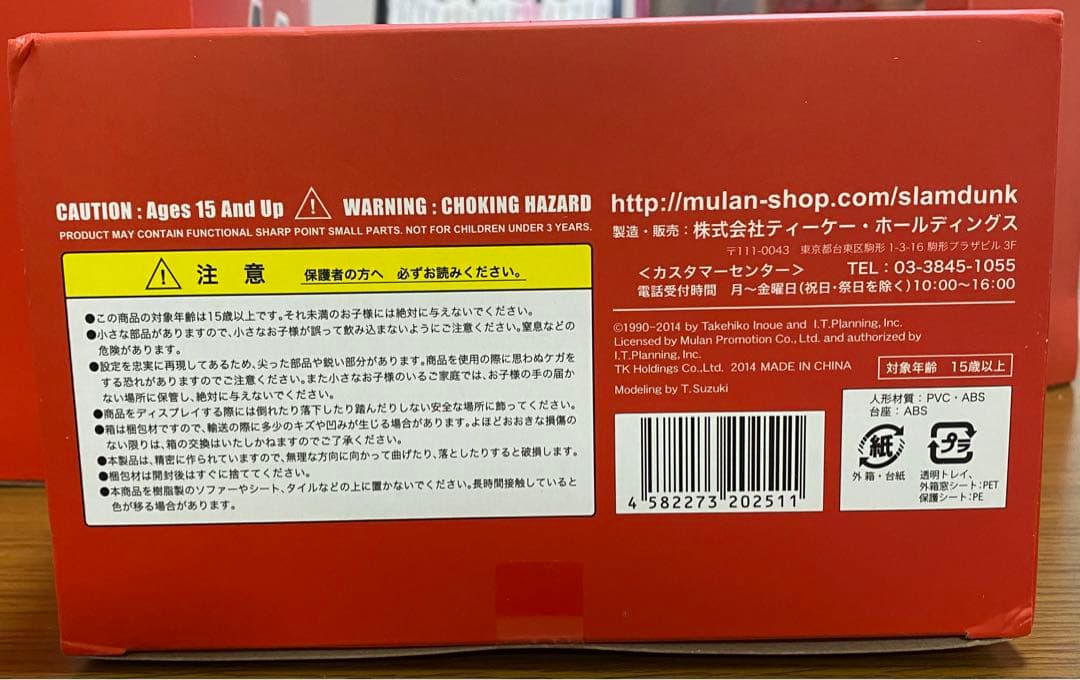 CAUTION : Ages 15 And Up
WARNING : CHOKING HAZARD
PRODUCT MAY CONTAIN FUNCTIONAL SHARP POINT SMALL PARTS. NOT FOR CHILDREN UNDER 3 YEARS.
注意 保護者の方へ 必ずお読みください。
●この商品の対象年齢は15歳以上です。それ未満のお子様には絶対に与えないでください。
●小さな部品がありますので、小さなお子様が誤って飲み込まないようにご注意ください。窒息などの
危険があります。
●設定を忠実に再現してあるため、尖った部品や鋭い部分があります。商品を使用の際に思わぬケガを
する恐れがありますのでご注意ください。また小さなお子様のいるご家庭では、お子様の手の届か
ない場所に保管し、絶対に与えないでください。
●商品をディスプレイする際には倒れたり落下したり踏んだりしない安全な場所に飾ってください。
●箱は梱包材ですので、輸送の際に多少のキズや凹みが生じる場合があります。よほどおおきな損傷の
ない限りは、箱の交換はいたしかねますのでご了承ください。
●本製品は、精密に作られていますので、無理な方向に向かって曲げたり、落としたりすると破損します。
●梱包材は開封後はすぐに捨ててください。
●本商品を樹脂製のソファーやシート、タイルなどの上に置かないでください。長時間接触していると
色が移る場合があります。
http://mulan-shop.com/slamdunk
製造・販売：株式会社ティーケー・ホールディングス
〒111-0043 東京都台東区駒形 1-3-16 駒形プラザビル 3F
＜カスタマーセンター＞ TEL：03-3845-1055
電話受付時間 月〜金曜日(祝日・祭日を除く)10:00〜16:00
©1990-2014 by Takehiko Inoue and I.T.Planning, Inc.
Licensed by Mulan Promotion Co., Ltd. and authorized by
I.T.Planning, Inc.
TK Holdings Co.,Ltd. 2014 MADE IN CHINA
対象年齢 15歳以上
Modeling by T.Suzuki
4 582273 202511
人形材質：PVC・ABS
台座：ABS
紙
プラ
外箱・台紙
透明トレイ、
外箱窓シート：PET
保護シート：PE